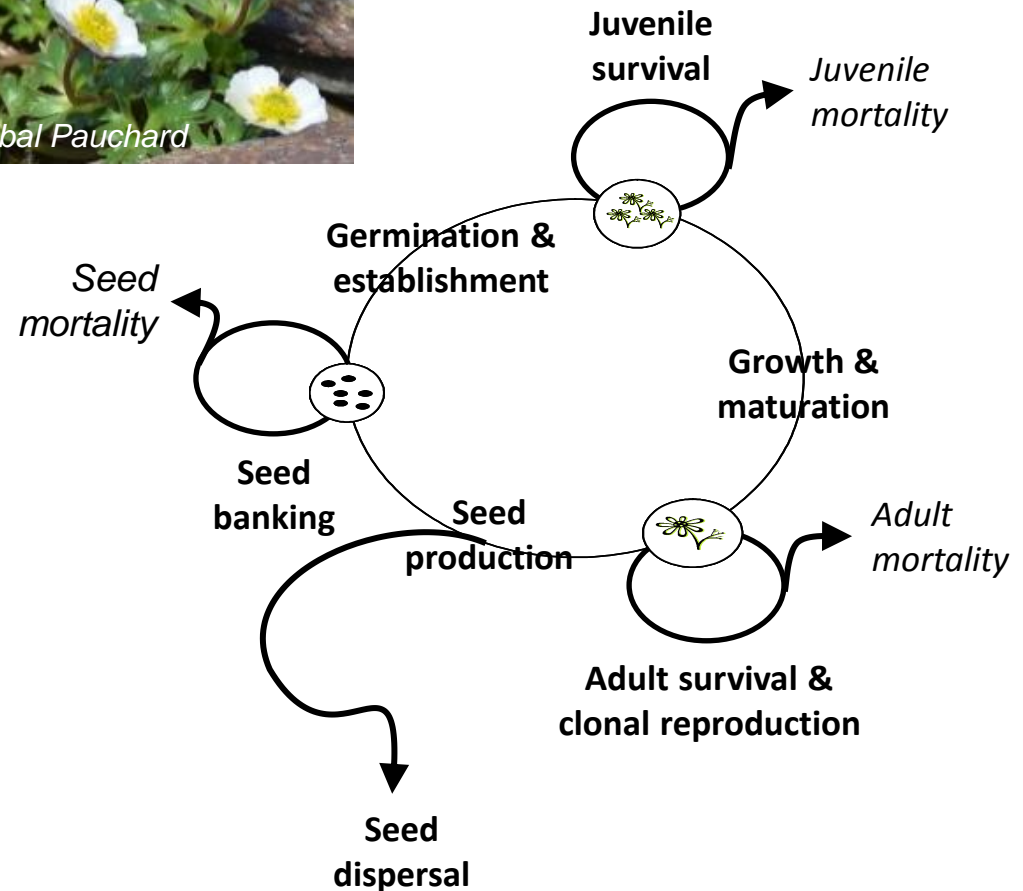 bal Pauchard
Juvenile
survival
Juvenile
mortality
Germination &
establishment
Seed
mortality
Growth &
maturation
Seed
banking
Seed
production
Adult
mortality
Adult survival &
clonal reproduction
Seed
dispersal